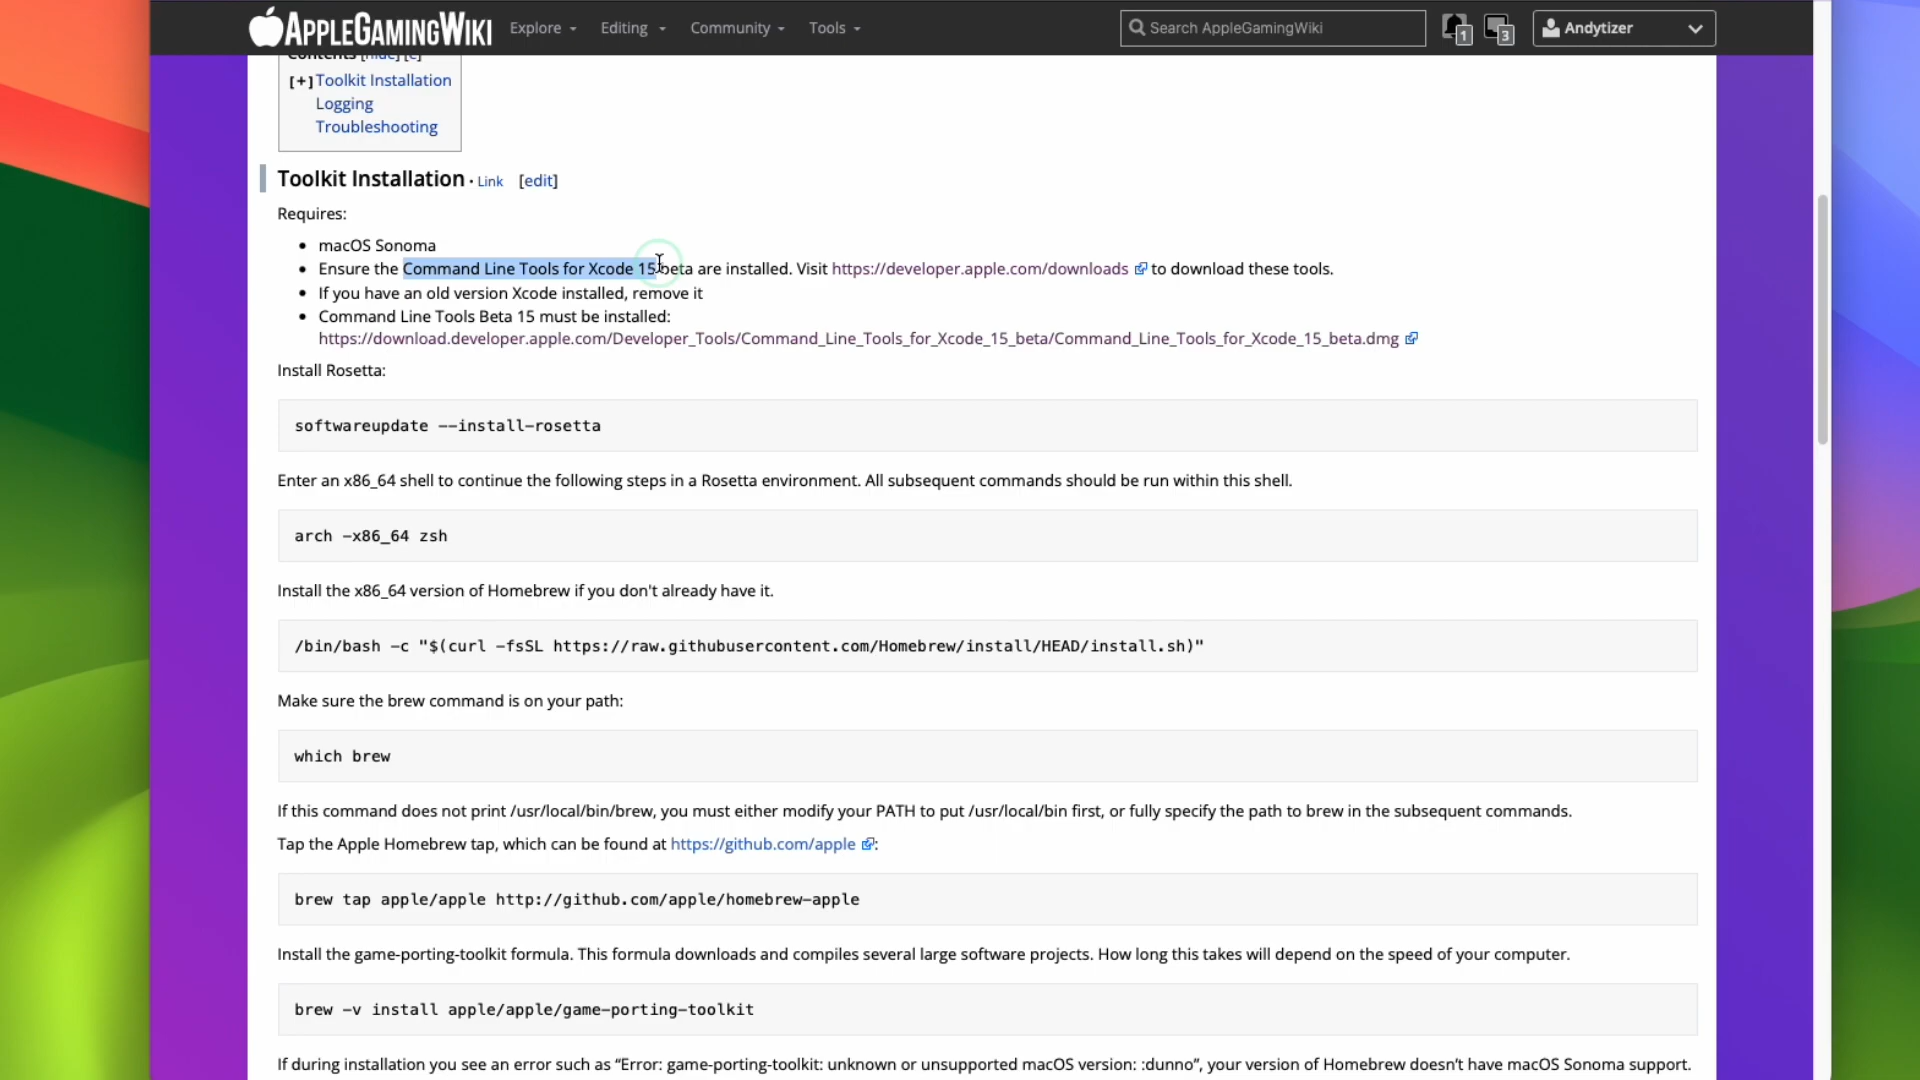 APPLEGAMINGWIKI Explore Editing Community Tools Search AppleGamingWiki 1 3 Andytizer
Contents [hide] [e]
[+] Toolkit Installation
Logging
Troubleshooting
Toolkit Installation · Link [edit]
Requires:
• macOS Sonoma
• Ensure the Command Line Tools for Xcode 15 beta are installed. Visit https://developer.apple.com/downloads to download these tools.
• If you have an old version Xcode installed, remove it
• Command Line Tools Beta 15 must be installed:
https://download.developer.apple.com/Developer_Tools/Command_Line_Tools_for_Xcode_15_beta/Command_Line_Tools_for_Xcode_15_beta.dmg
Install Rosetta:
softwareupdate --install-rosetta
Enter an x86_64 shell to continue the following steps in a Rosetta environment. All subsequent commands should be run within this shell.
arch -x86_64 zsh
Install the x86_64 version of Homebrew if you don't already have it.
/bin/bash -c "$(curl -fsSL https://raw.githubusercontent.com/Homebrew/install/HEAD/install.sh)"
Make sure the brew command is on your path:
which brew
If this command does not print /usr/local/bin/brew, you must either modify your PATH to put /usr/local/bin first, or fully specify the path to brew in the subsequent commands.
Tap the Apple Homebrew tap, which can be found at https://github.com/apple :
brew tap apple/apple http://github.com/apple/homebrew-apple
Install the game-porting-toolkit formula. This formula downloads and compiles several large software projects. How long this takes will depend on the speed of your computer.
brew -v install apple/apple/game-porting-toolkit
If during installation you see an error such as “Error: game-porting-toolkit: unknown or unsupported macOS version: :dunno”, your version of Homebrew doesn’t have macOS Sonoma support.